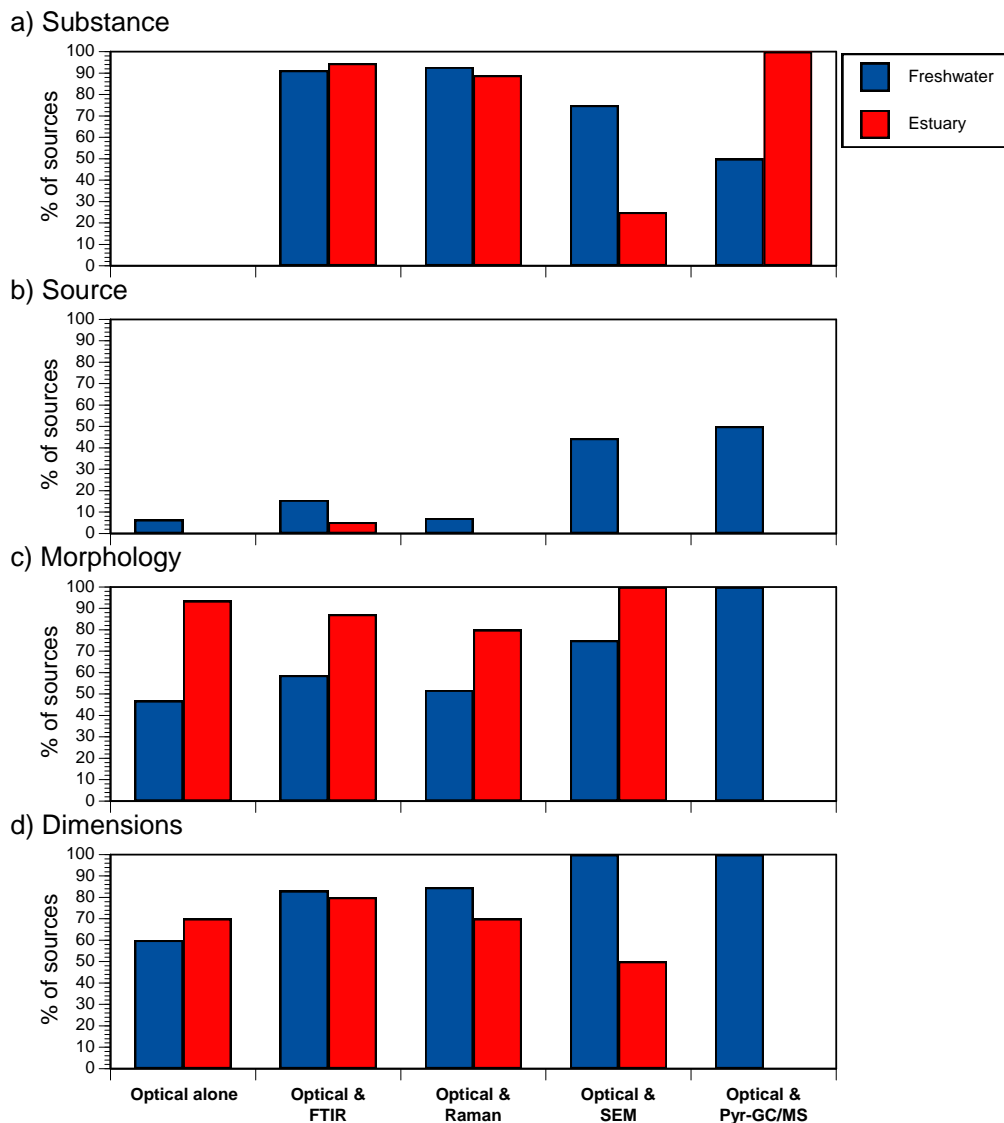 a) Substance
% of sources
100
90
80
70
60
50
40
30
20
10
0
Freshwater
Estuary
b) Source
% of sources
100
90
80
70
60
50
40
30
20
10
0
c) Morphology
% of sources
100
90
80
70
60
50
40
30
20
10
0
d) Dimensions
% of sources
100
90
80
70
60
50
40
30
20
10
0
Optical alone
Optical &
FTIR
Optical &
Raman
Optical &
SEM
Optical &
Pyr-GC/MS